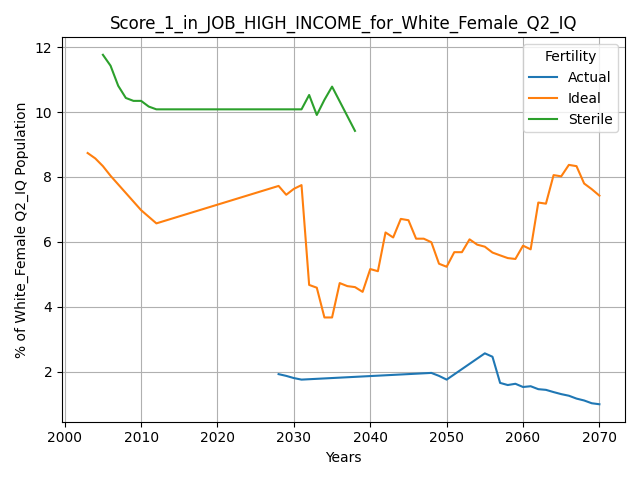 Score_1_in_JOB_HIGH_INCOME_for_White_Female_Q2_IQ
% of White_Female Q2_IQ Population
12
10
8
6
4
2
Fertility
Actual
Ideal
Sterile
2000 2010 2020 2030 2040 2050 2060 2070
Years